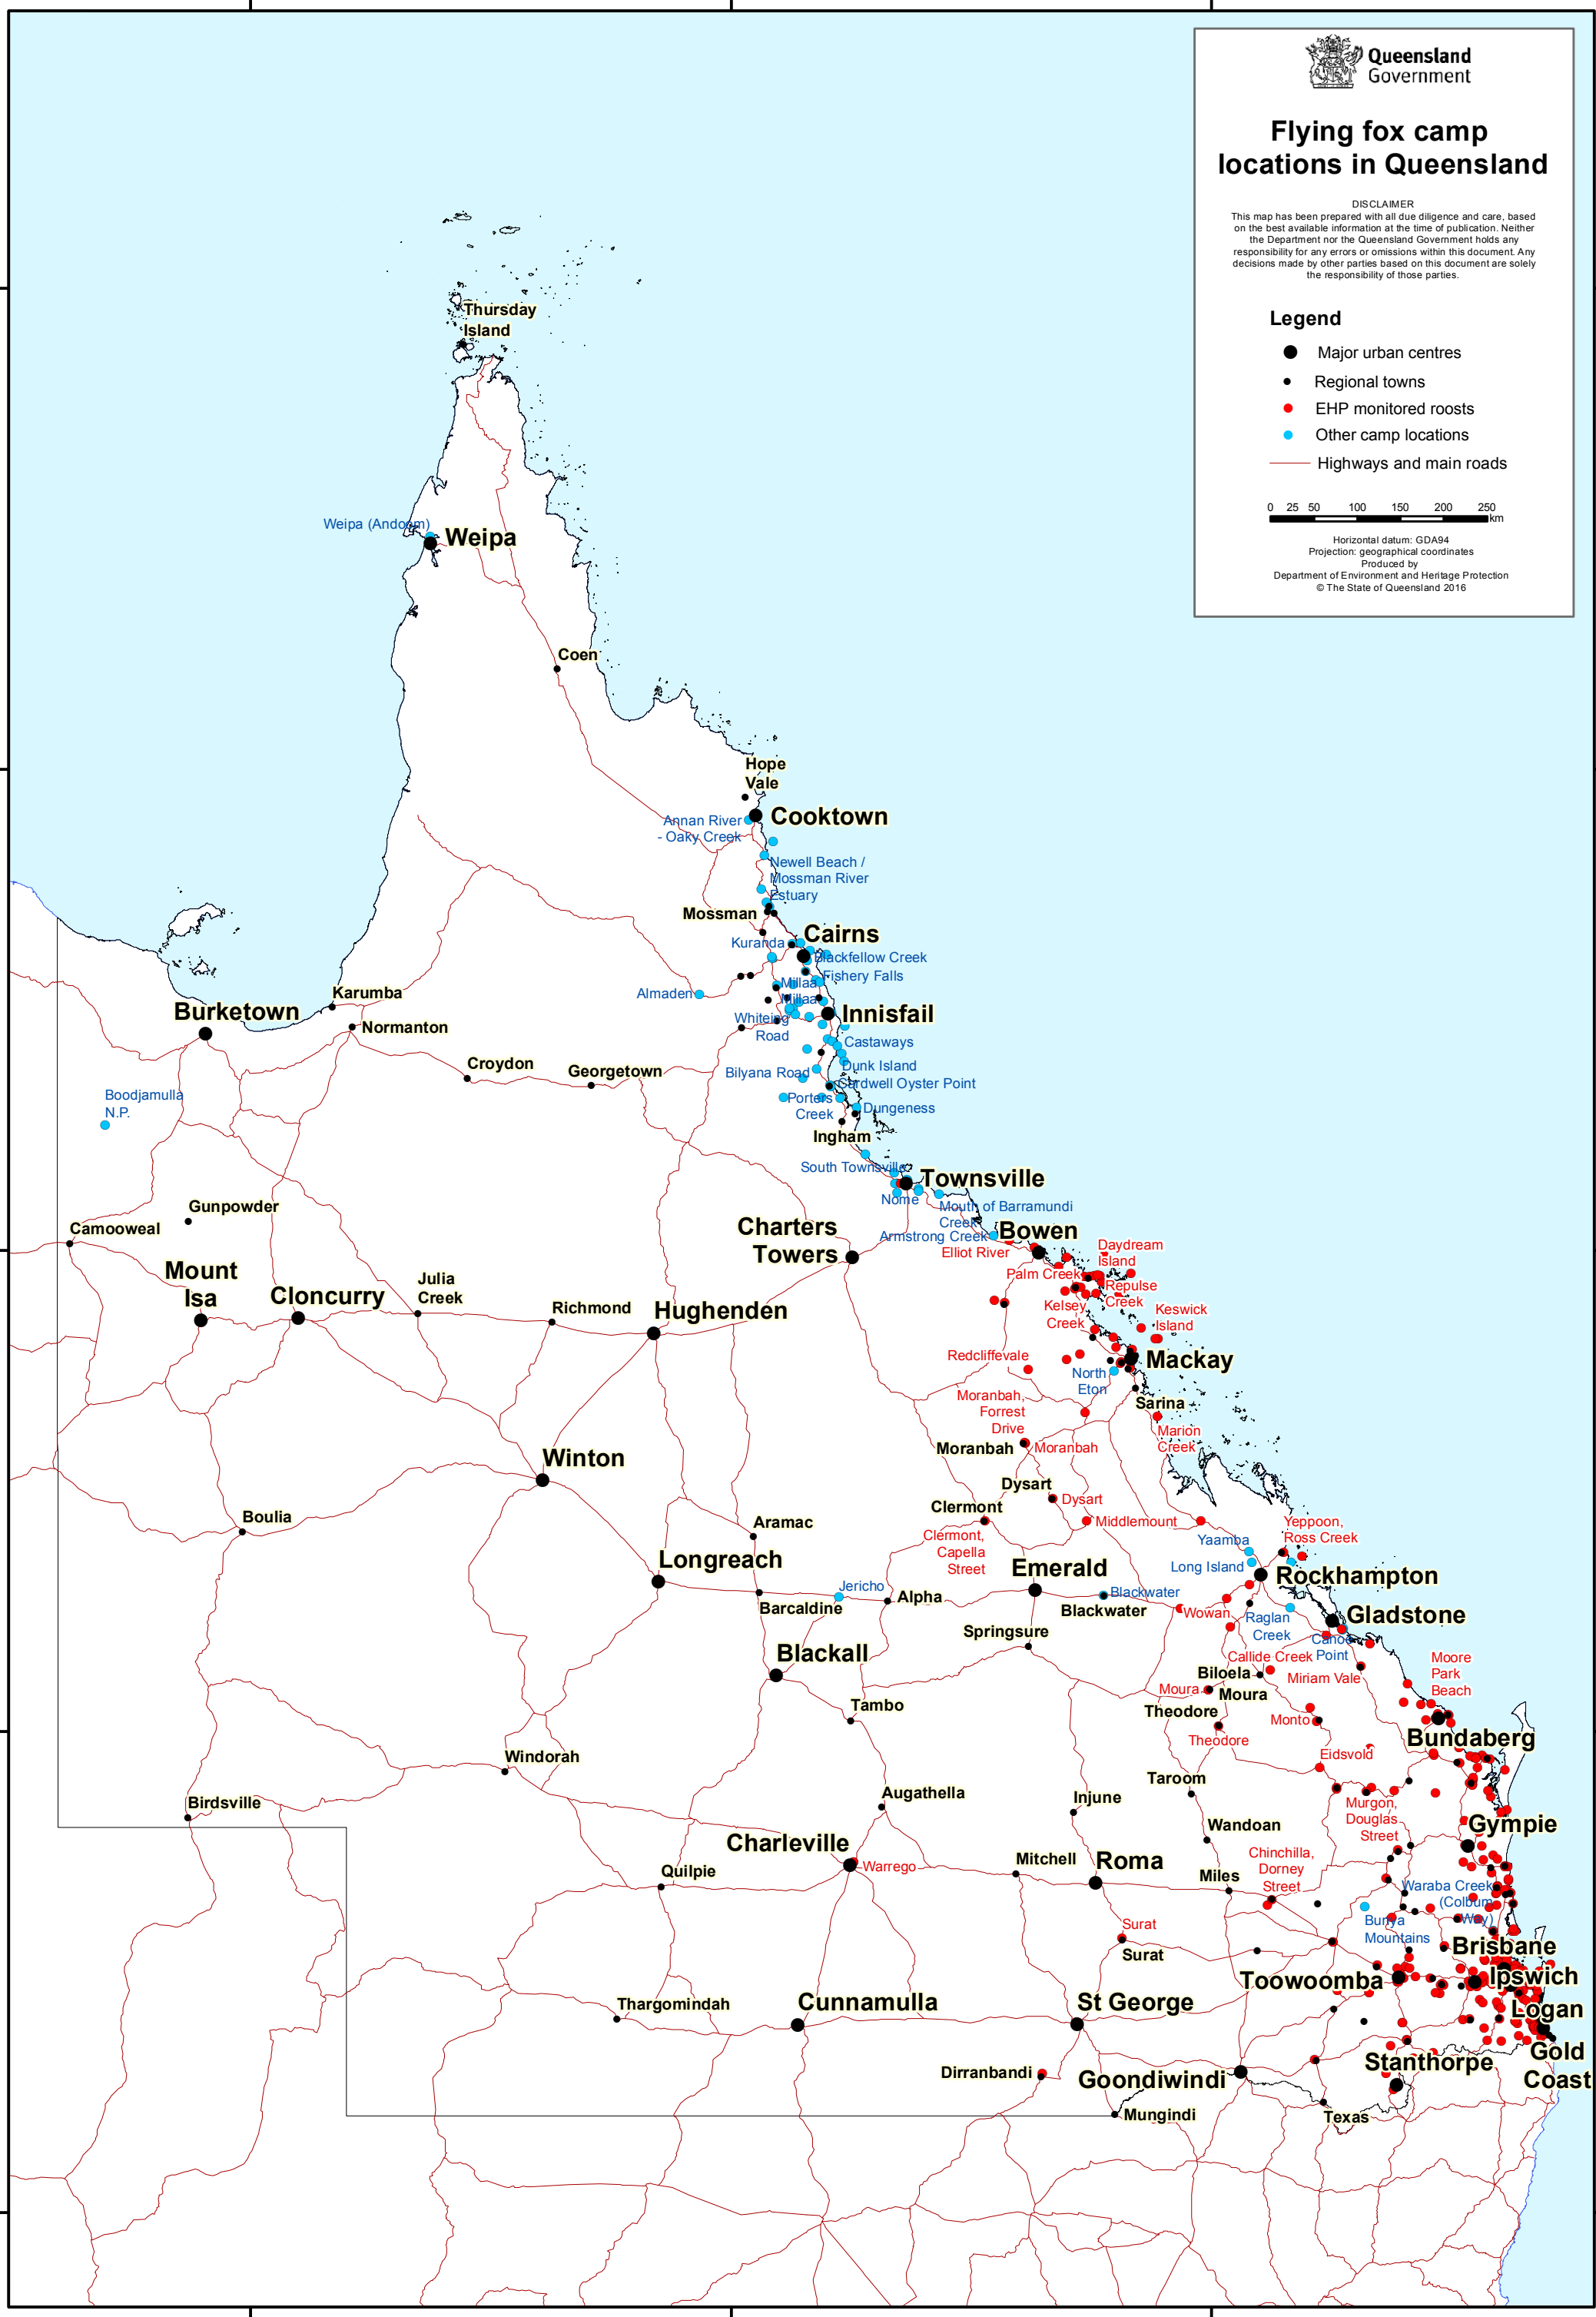 Queensland
Government
Flying fox camp
locations in Queensland
DISCLAIMER
This map has been prepared with all due diligence and care, based
on the best available information at the time of publication. Neither
the Department nor the Queensland Government holds any
responsibility for any errors or omissions within this document. Any
decisions made by other parties based on this document are solely
the responsibility of those parties.
Legend
Major urban centres
Regional towns
EHP monitored roosts
Other camp locations
Highways and main roads
0 25 50 100 150 200 250
km
Horizontal datum: GDA94
Projection: geographical coordinates
Produced by
Department of Environment and Heritage Protection
© The State of Queensland 2016
Thursday
Island
Weipa (Andoom)
Weipa
Coen
Hope
Vale
Cooktown
Annan River
- Oaky Creek
Newell Beach /
Mossman River
Estuary
Mossman
Cairns
Kuranda
Blackfellow Creek
Fishery Falls
Millaa
Millaa
Almaden
Karumba
Burketown
Normanton
Innisfail
Whiteing
Road
Castaways
Croydon
Georgetown
Dunk Island
Bilyana Road
Cardwell Oyster Point
Boodjamulla
N.P.
Porters
Creek
Dungeness
Ingham
South Townsville
Townsville
Nome
Mouth of Barramundi
Creek
Gunpowder
Camooweal
Charters
Towers
Armstrong Creek
Bowen
Elliot River
Daydream
Island
Palm Creek
Repulse
Creek
Mount
Isa
Cloncurry
Julia
Creek
Richmond
Hughenden
Kelsey
Creek
Keswick
Island
Redcliffevale
Mackay
North
Eton
Sarina
Moranbah,
Forrest
Drive
Marion
Creek
Moranbah
Moranbah
Winton
Dysart
Dysart
Clermont
Boulia
Aramac
Clermont,
Capella
Street
Middlemount
Yeppoon,
Ross Creek
Yaamba
Longreach
Long Island
Emerald
Rockhampton
Jericho
Alpha
Blackwater
Barcaldine
Blackwater
Wowan
Raglan
Creek
Gladstone
Springsure
Canoe
Point
Blackall
Callide Creek
Biloela
Miriam Vale
Moore
Park
Beach
Moura
Moura
Tambo
Theodore
Monto
Theodore
Bundaberg
Windorah
Eidsvold
Taroom
Augathella
Injune
Birdsville
Murgon,
Douglas
Street
Gympie
Wandoan
Charleville
Warrego
Mitchell
Roma
Chinchilla,
Dorney
Street
Quilpie
Miles
Waraba Creek
(Colburn
Way)
Surat
Surat
Bunya
Mountains
Brisbane
Toowoomba
Ipswich
Thargomindah
Cunnamulla
St George
Logan
Gold
Coast
Dirranbandi
Goondiwindi
Stanthorpe
Mungindi
Texas